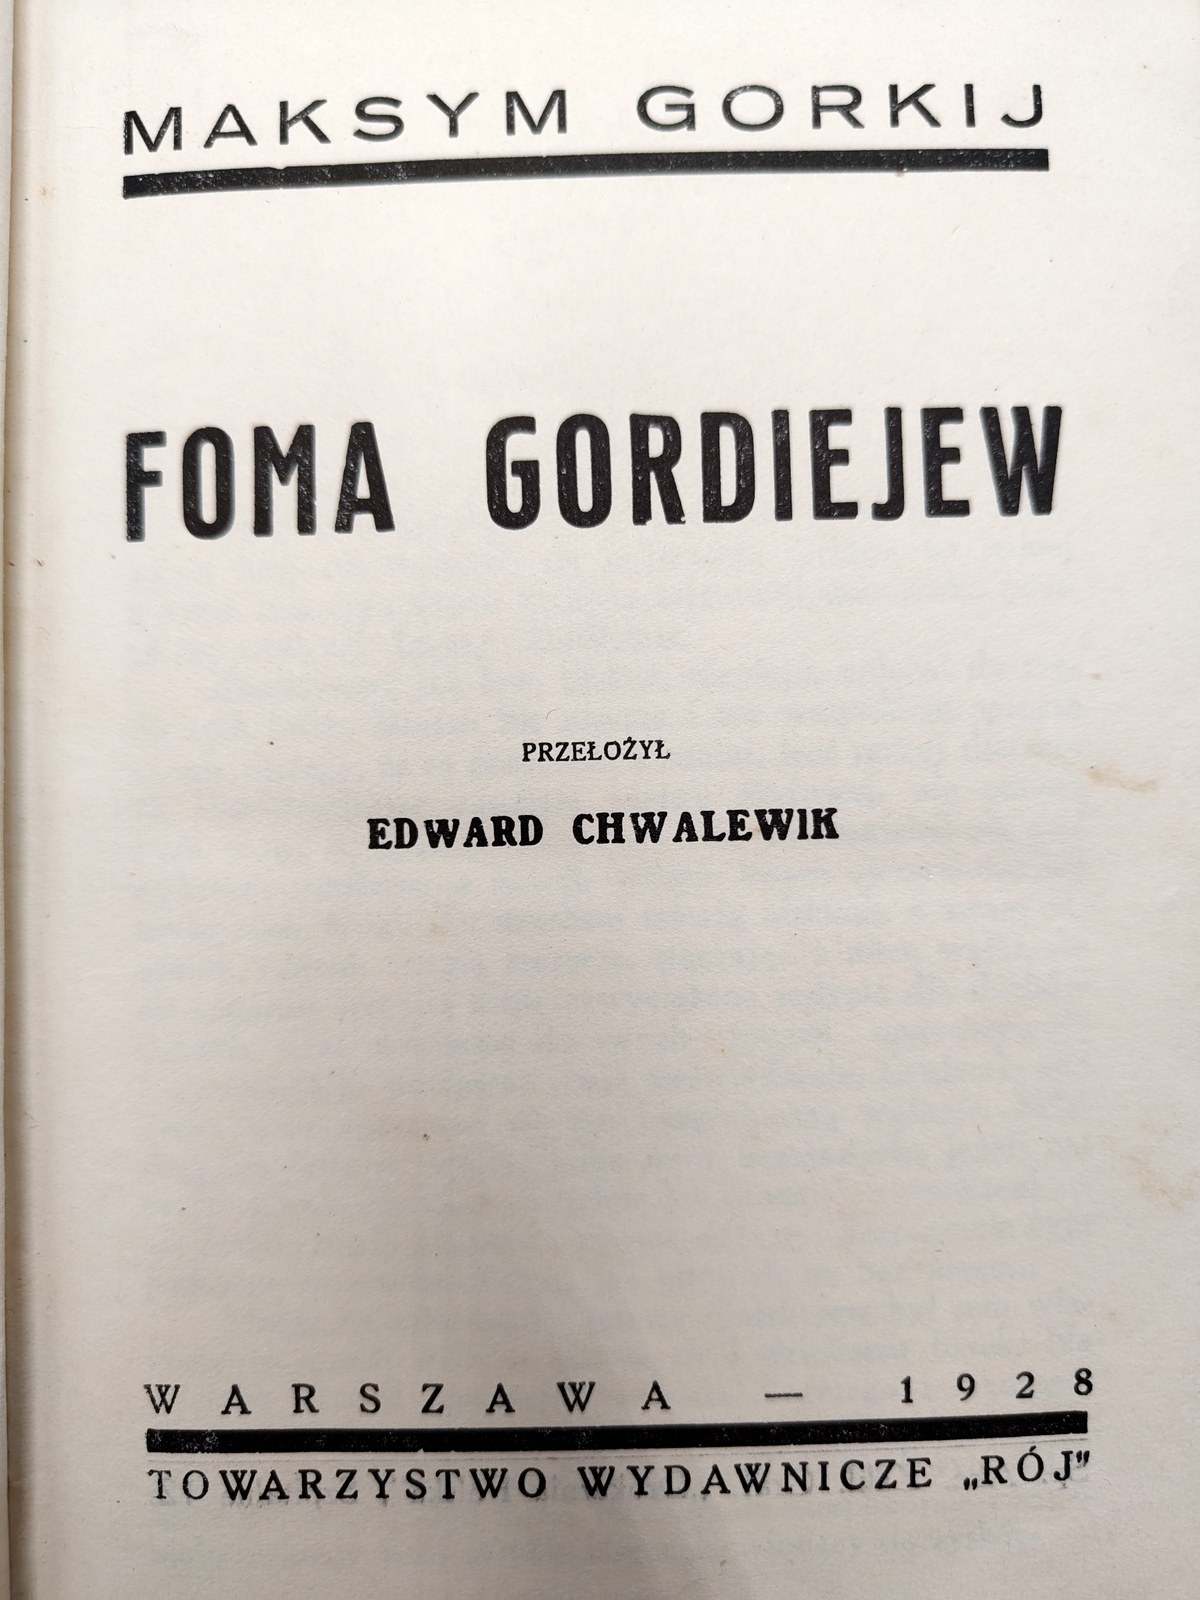 MAKSYM GORKIJ
FOMA GORDIEJEW
PRZEŁOŻYŁ
EDWARD CHWALEWIK
WARSZAWA — 1928
TOWARZYSTWO WYDAWNICZE „RÓJ"